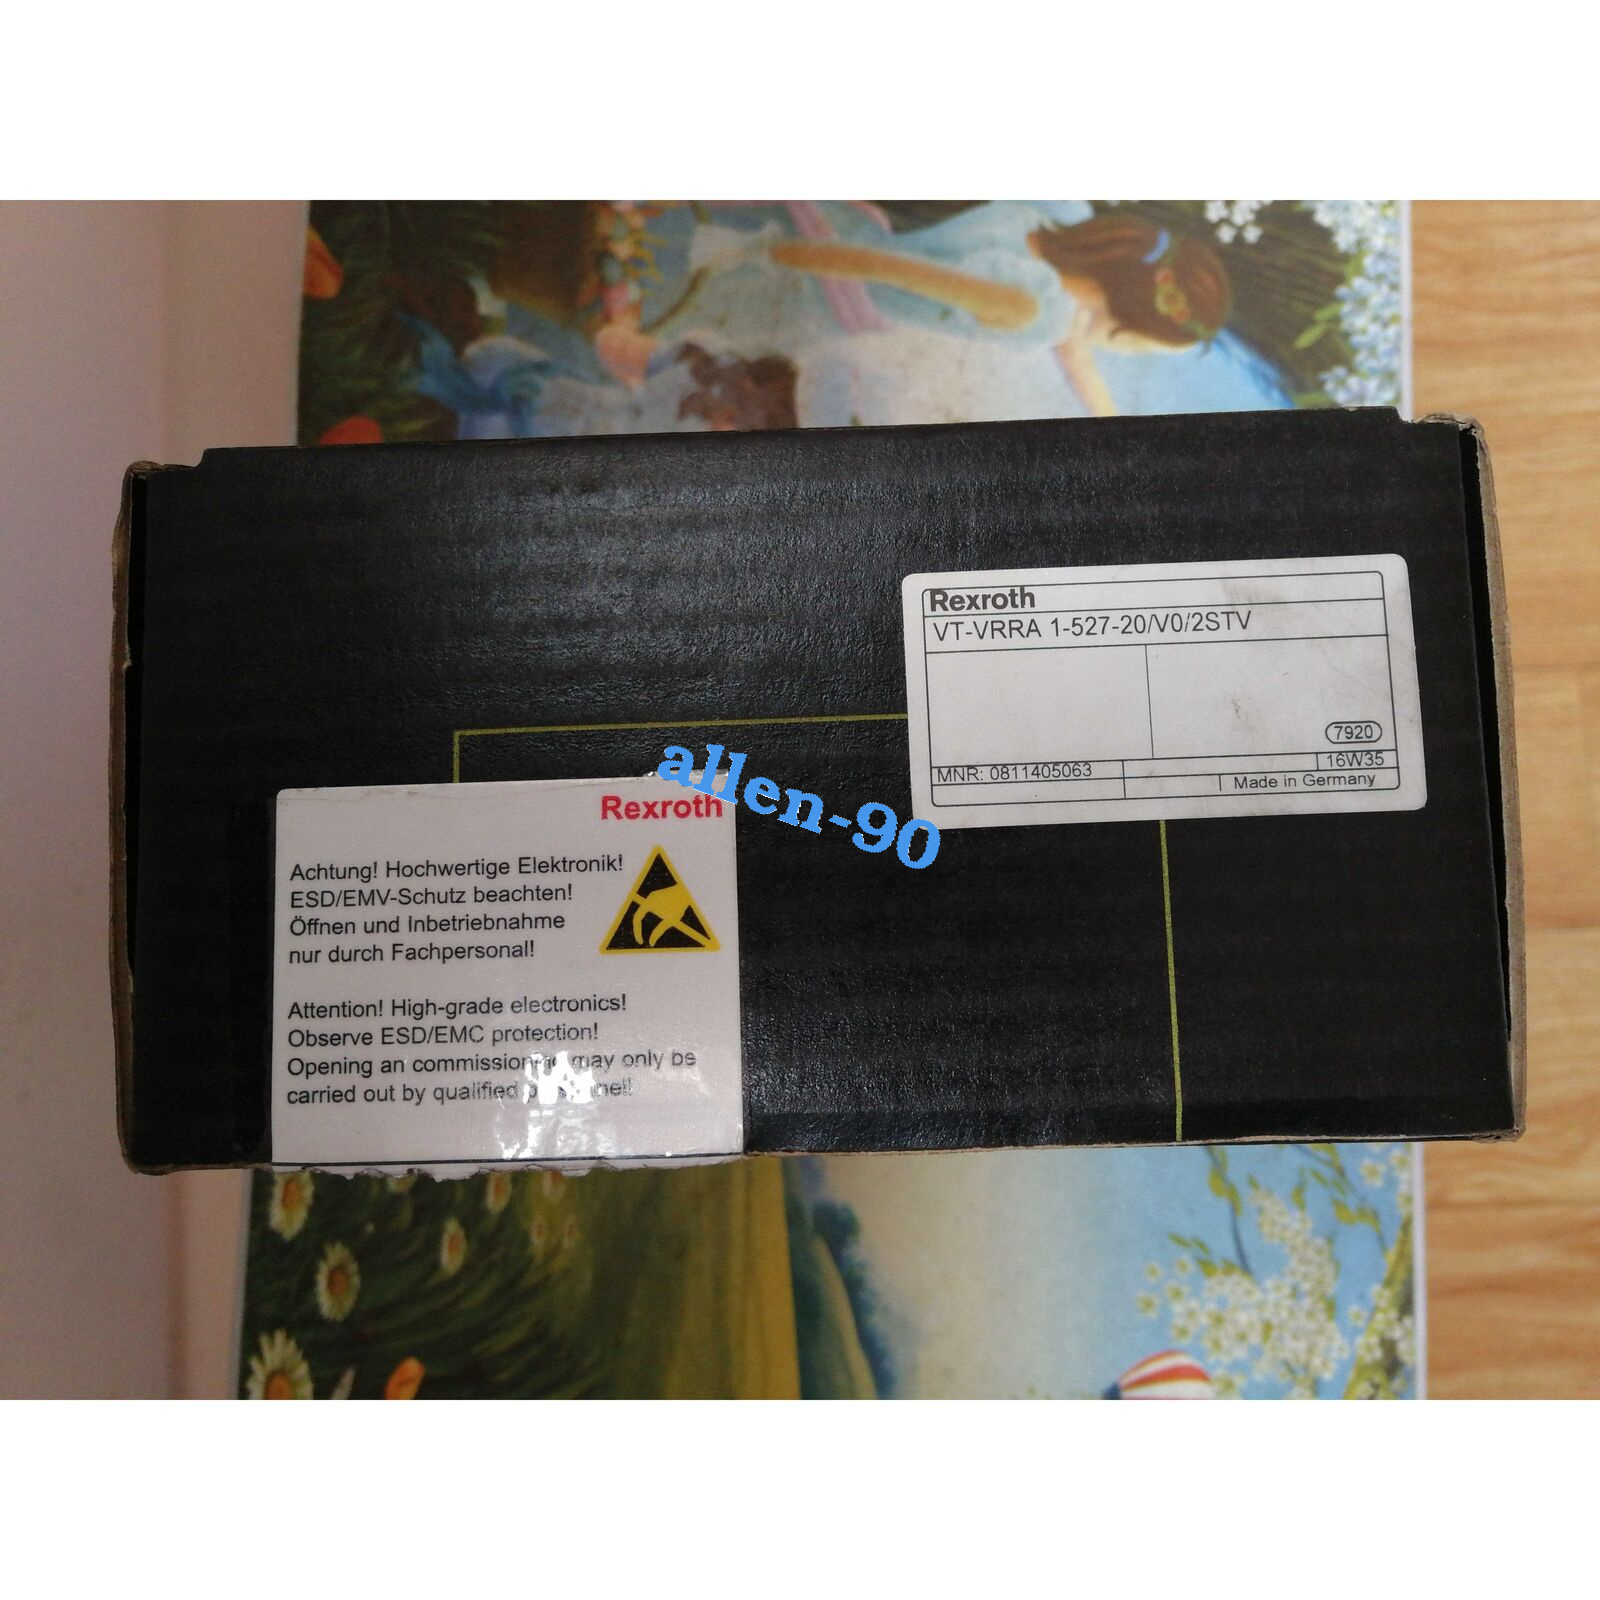 Rexroth
VT-VRRA 1-527-20/V0/2STV
7920
16W35
MNR: 0811405063
Made in Germany
allen-90
Rexroth
Achtung! Hochwertige Elektronik!
ESD/EMV-Schutz beachten!
Öffnen und Inbetriebnahme
nur durch Fachpersonal!
Attention! High-grade electronics!
Observe ESD/EMC protection!
Opening an commissioning may only be
carried out by qualified personnel!